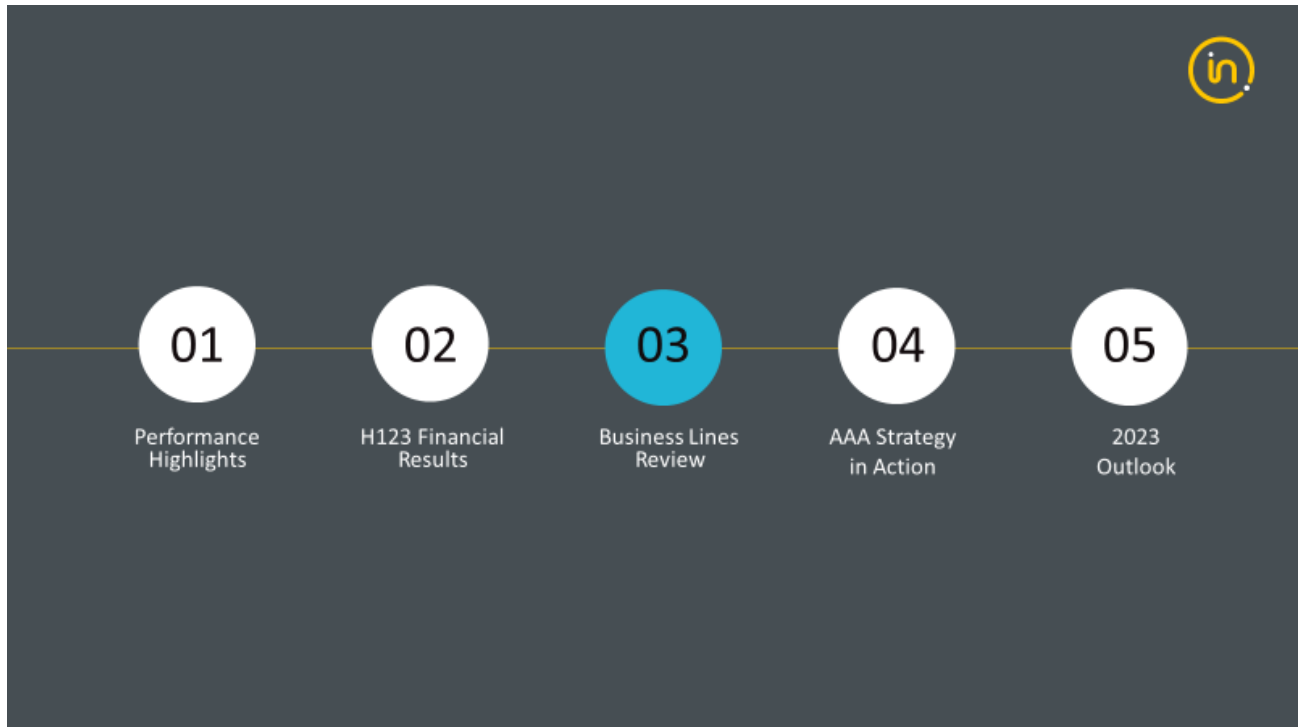 in
01
02
03
04
05
Performance
Highlights
H123 Financial
Results
Business Lines
Review
AAA Strategy
in Action
2023
Outlook